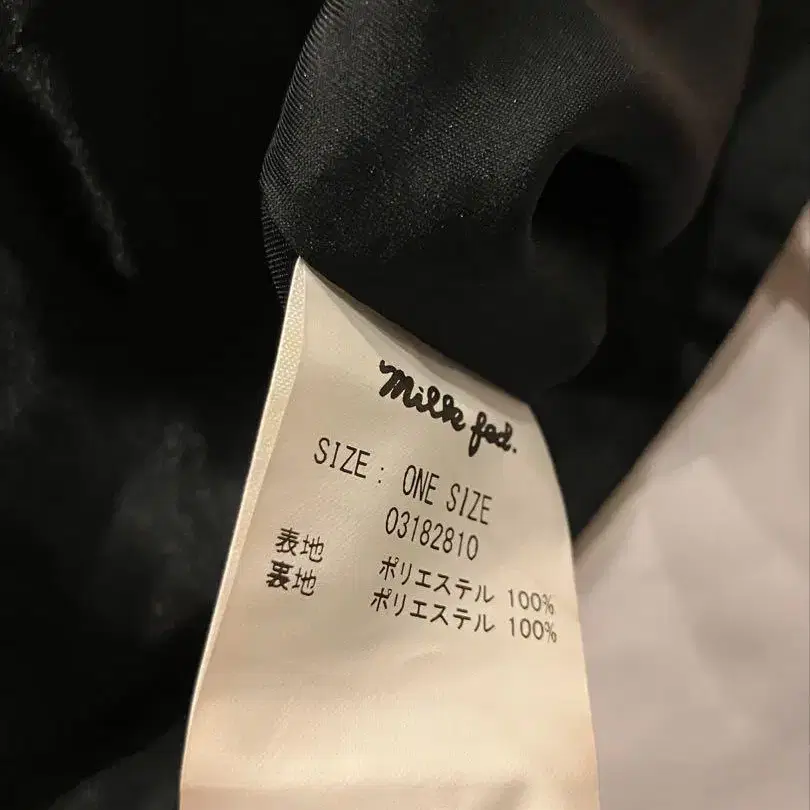 milk fed.
SIZE: ONE SIZE
03182810
表地 ポリエステル 100%
裏地 ポリエステル 100%